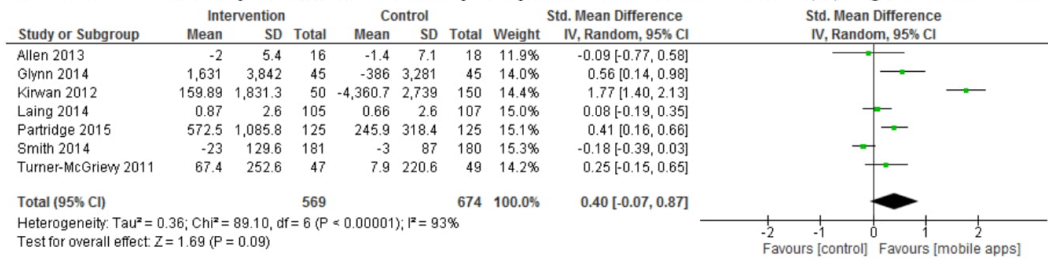 Intervention Control Std. Mean Difference Std. Mean Difference
Study or Subgroup Mean SD Total Mean SD Total Weight IV, Random, 95% CI IV, Random, 95% CI
Allen 2013 -2 5.4 16 -1.4 7.1 18 11.9% -0.09 [-0.77, 0.58]
Glynn 2014 1,631 3,842 45 -386 3,281 45 14.0% 0.56 [0.14, 0.98]
Kirwan 2012 159.89 1,831.3 50 -4,360.7 2,739 150 14.4% 1.77 [1.40, 2.13]
Laing 2014 0.87 2.6 105 0.66 2.6 107 15.0% 0.08 [-0.19, 0.35]
Partridge 2015 572.5 1,085.8 125 245.9 318.4 125 15.1% 0.41 [0.16, 0.66]
Smith 2014 -23 129.6 181 -3 87 180 15.3% -0.18 [-0.39, 0.03]
Turner-McGrievy 2011 67.4 252.6 47 7.9 220.6 49 14.2% 0.25 [-0.15, 0.65]
Total (95% CI) 569 674 100.0% 0.40 [-0.07, 0.87]
Heterogeneity: Tau² = 0.36; Chi² = 89.10, df = 6 (P < 0.00001); I² = 93%
Test for overall effect: Z = 1.69 (P = 0.09)
-2 -1 0 1 2
Favours [control] Favours [mobile apps]